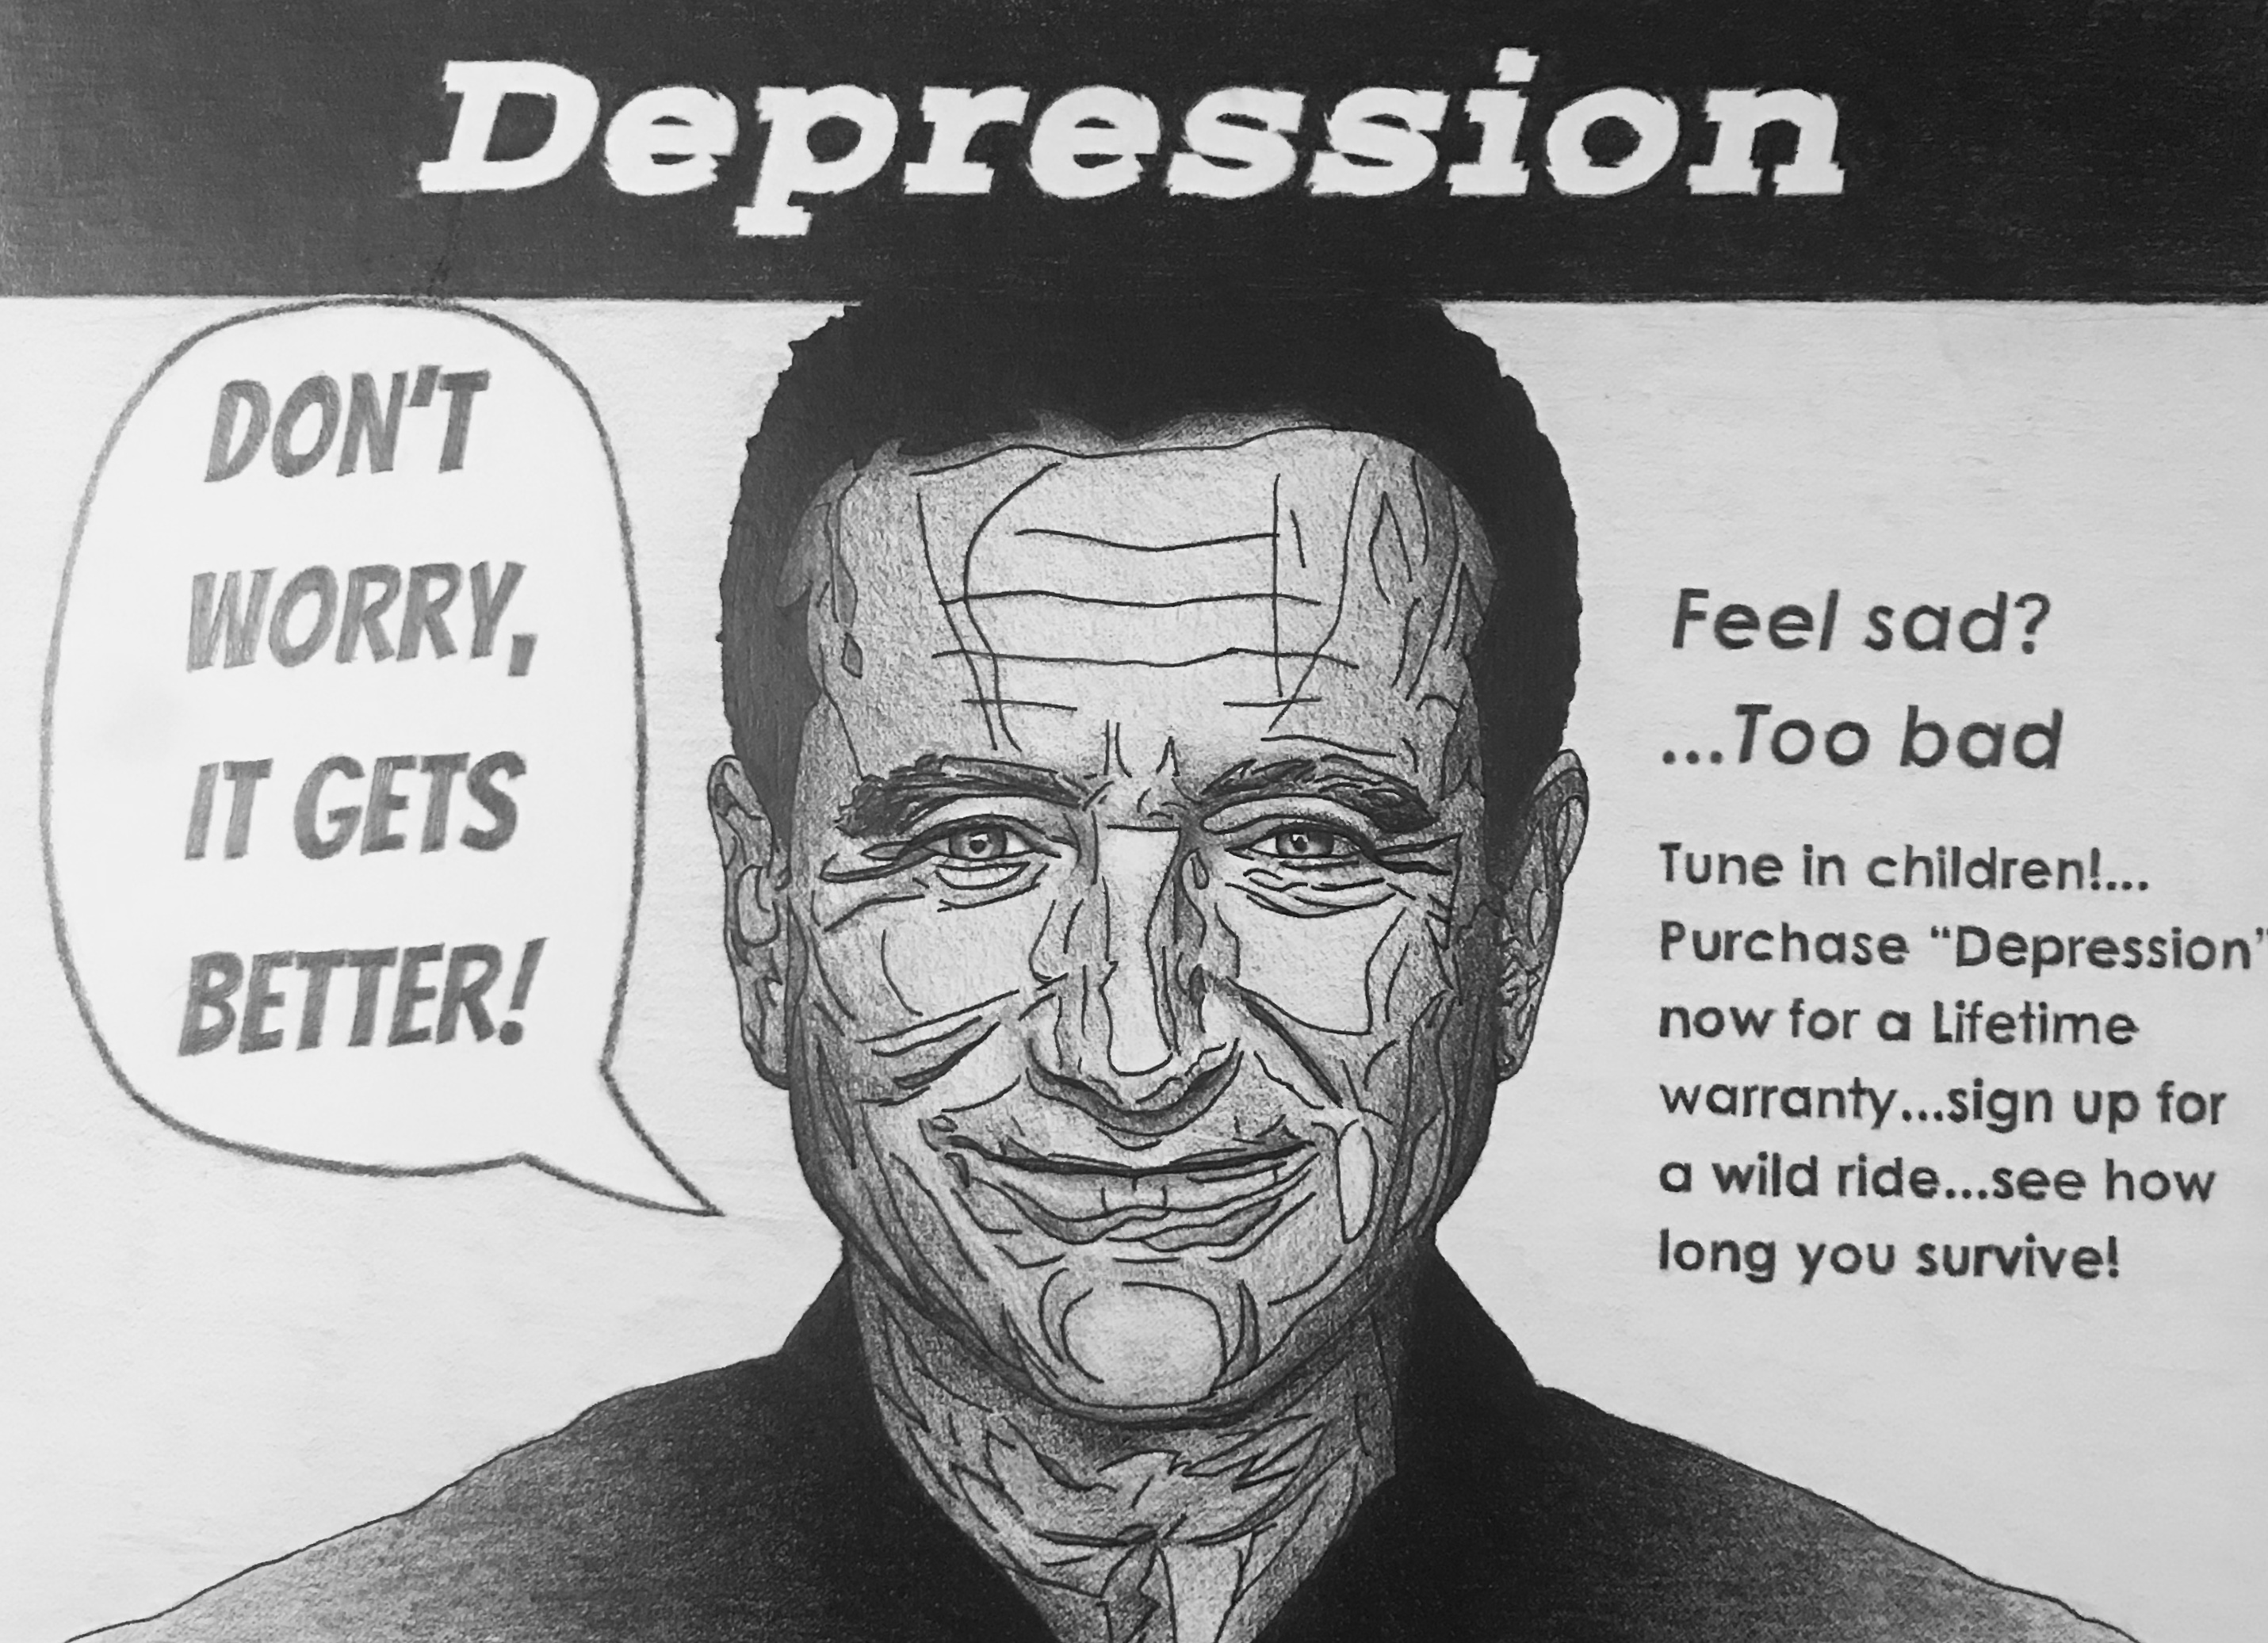 Depression
DON'T
WORRY,
IT GETS
BETTER!
Feel sad?
...Too bad
Tune in children!...
Purchase “Depression”
now for a Lifetime
warranty...sign up for
a wild ride...see how
long you survive!